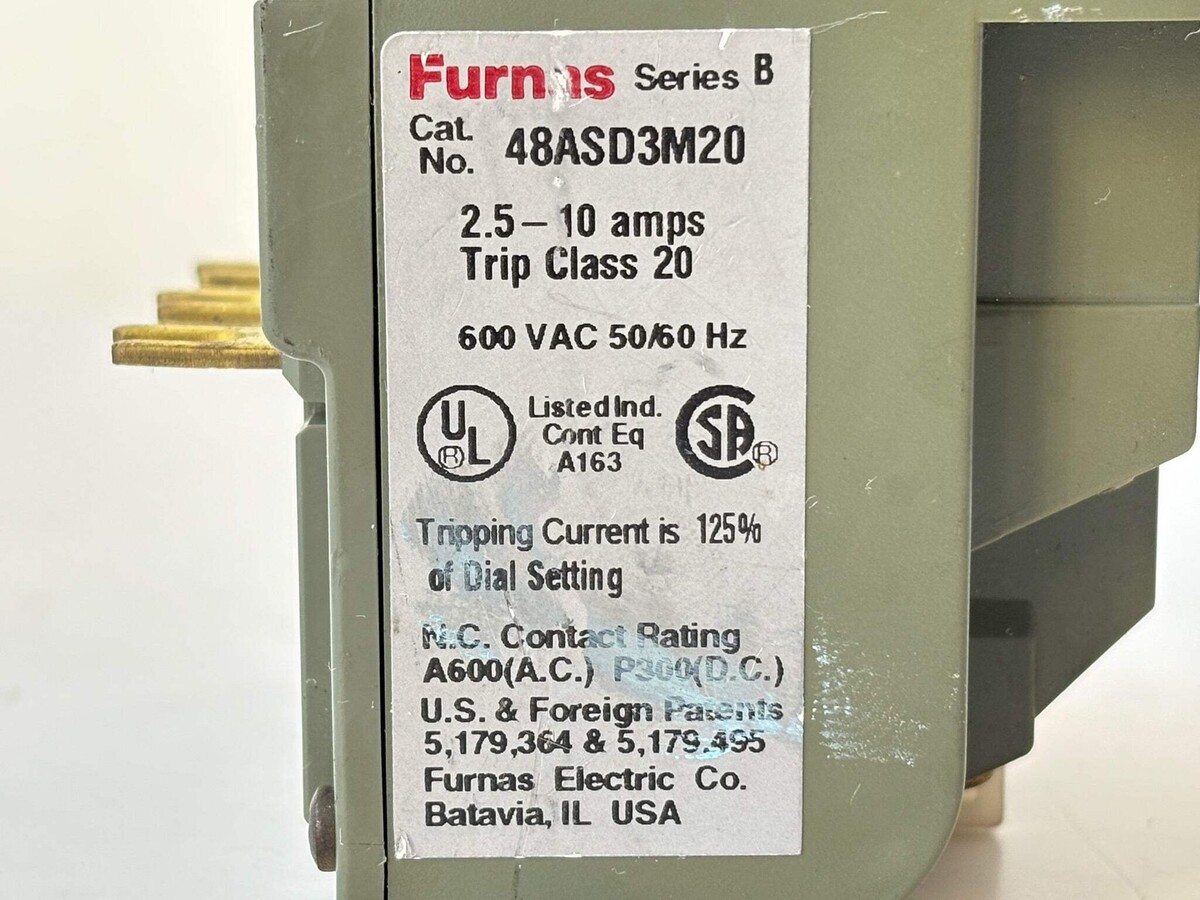 Furnas Series B
Cat. No. 48ASD3M20
2.5 – 10 amps
Trip Class 20
600 VAC 50/60 Hz
UL ® Listed Ind. Cont Eq A163 SA ®
Tripping Current is 125%
of Dial Setting
N.C. Contact Rating
A600(A.C.) P300(D.C.)
U.S. & Foreign Patents
5,179,364 & 5,179,495
Furnas Electric Co.
Batavia, IL USA